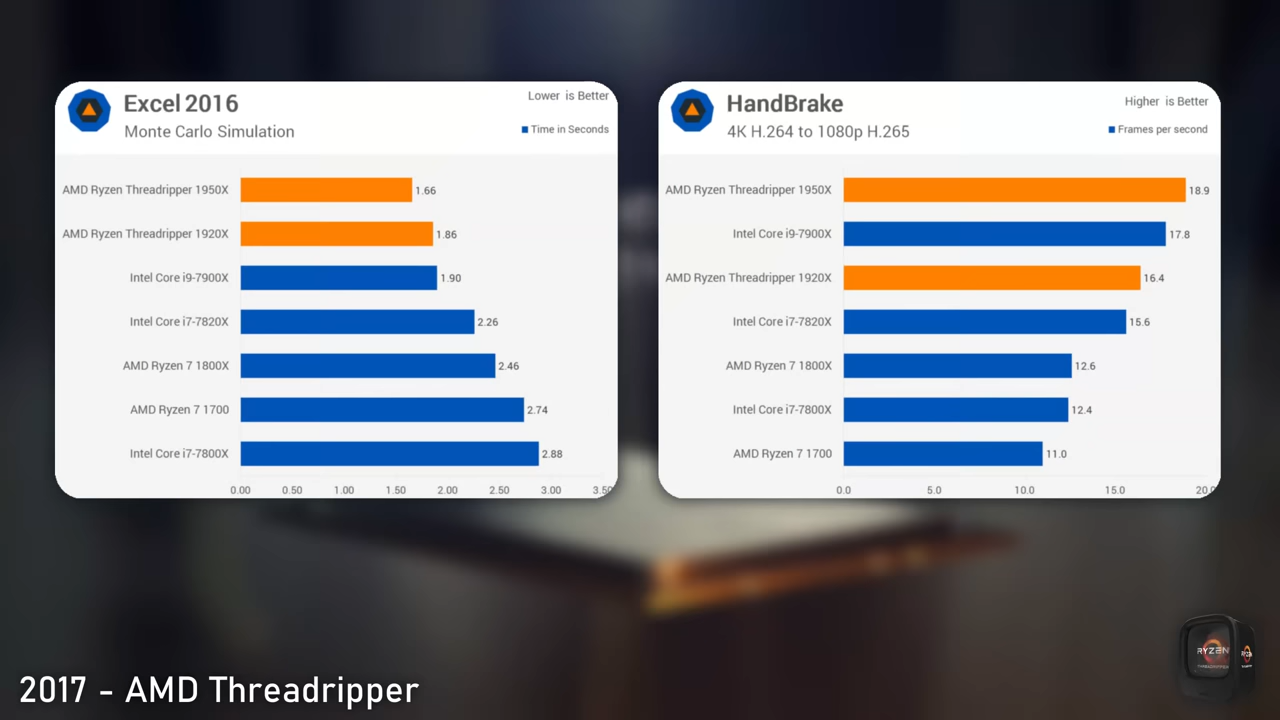 Excel 2016
Lower is Better
Monte Carlo Simulation
Time in Seconds
AMD Ryzen Threadripper 1950X 1.66
AMD Ryzen Threadripper 1920X 1.86
Intel Core i9-7900X 1.90
Intel Core i7-7820X 2.26
AMD Ryzen 7 1800X 2.46
AMD Ryzen 7 1700 2.74
Intel Core i7-7800X 2.88
0.00 0.50 1.00 1.50 2.00 2.50 3.00 3.50
HandBrake
Higher is Better
4K H.264 to 1080p H.265
Frames per second
AMD Ryzen Threadripper 1950X 18.9
Intel Core i9-7900X 17.8
AMD Ryzen Threadripper 1920X 16.4
Intel Core i7-7820X 15.6
AMD Ryzen 7 1800X 12.6
Intel Core i7-7800X 12.4
AMD Ryzen 7 1700 11.0
0.0 5.0 10.0 15.0 20
RYZEN
THREADRIPPER
2017 - AMD Threadripper